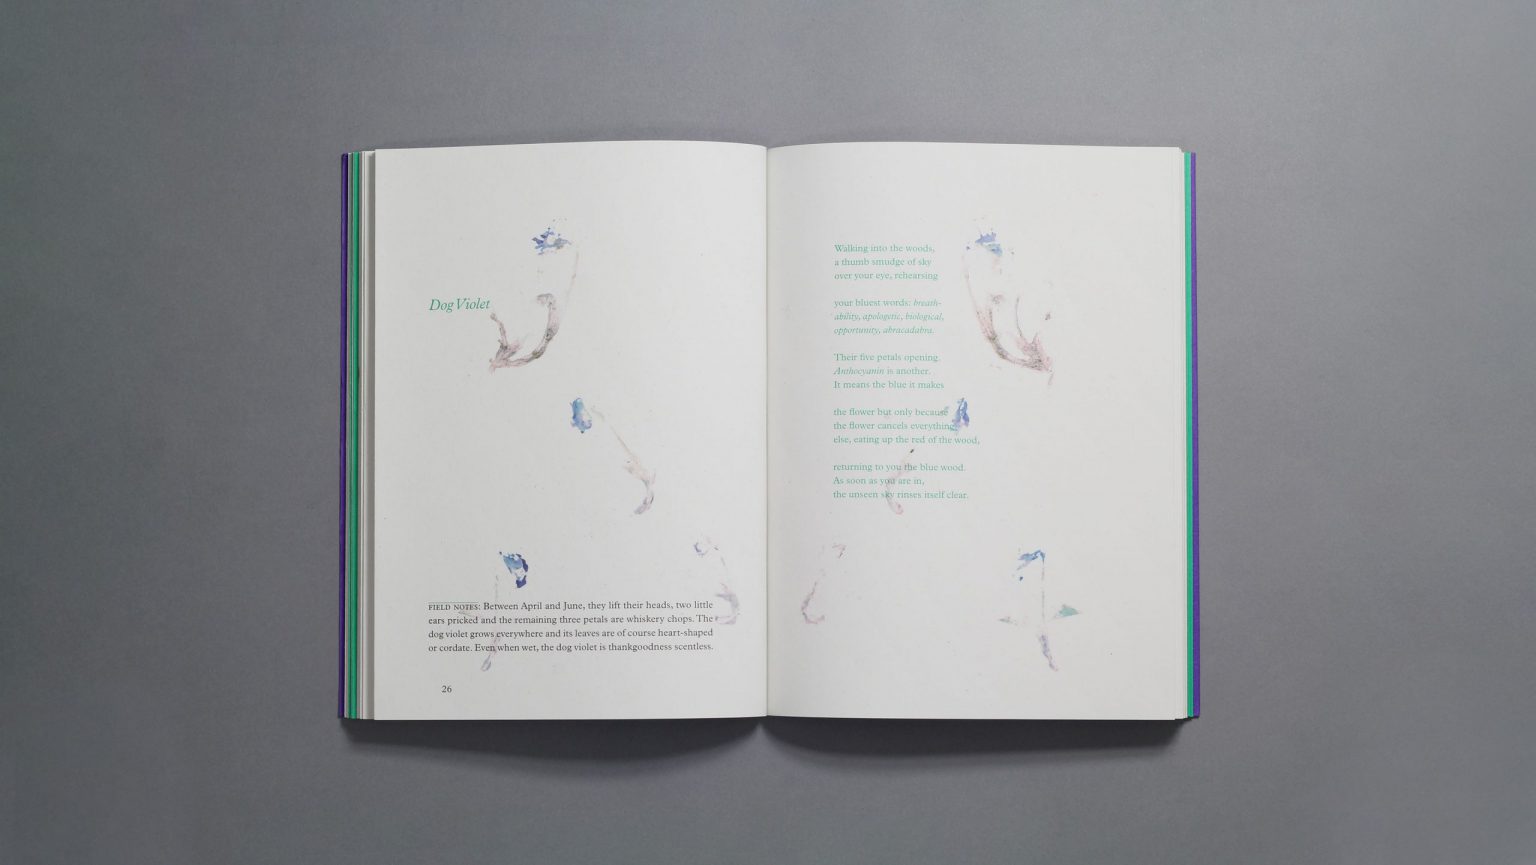 Dog Violet
FIELD NOTES: Between April and June, they lift their heads, two little
ears pricked and the remaining three petals are whiskery chops. The
dog violet grows everywhere and its leaves are of course heart-shaped
or cordate. Even when wet, the dog violet is thankgoodness scentless.
26
Walking into the woods,
a thumb smudge of sky
over your eye, rehearsing
your bluest words: breath-
ability, apologetic, biological,
opportunity, abracadabra.
Their five petals opening.
Anthocyanin is another.
It means the blue it makes
the flower but only because
the flower cancels everything
else, eating up the red of the wood,
returning to you the blue wood.
As soon as you are in,
the unseen sky rinses itself clear.